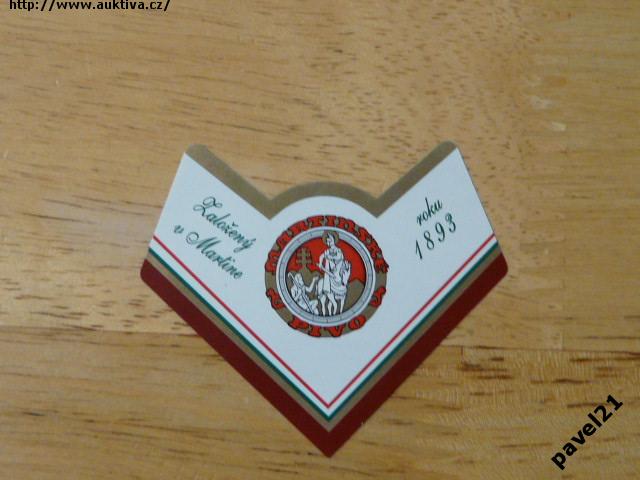 http://www.auktiva.cz/
Založený
v Martine
roku
1893
MARTINSKÉ
PIVO
pavel21